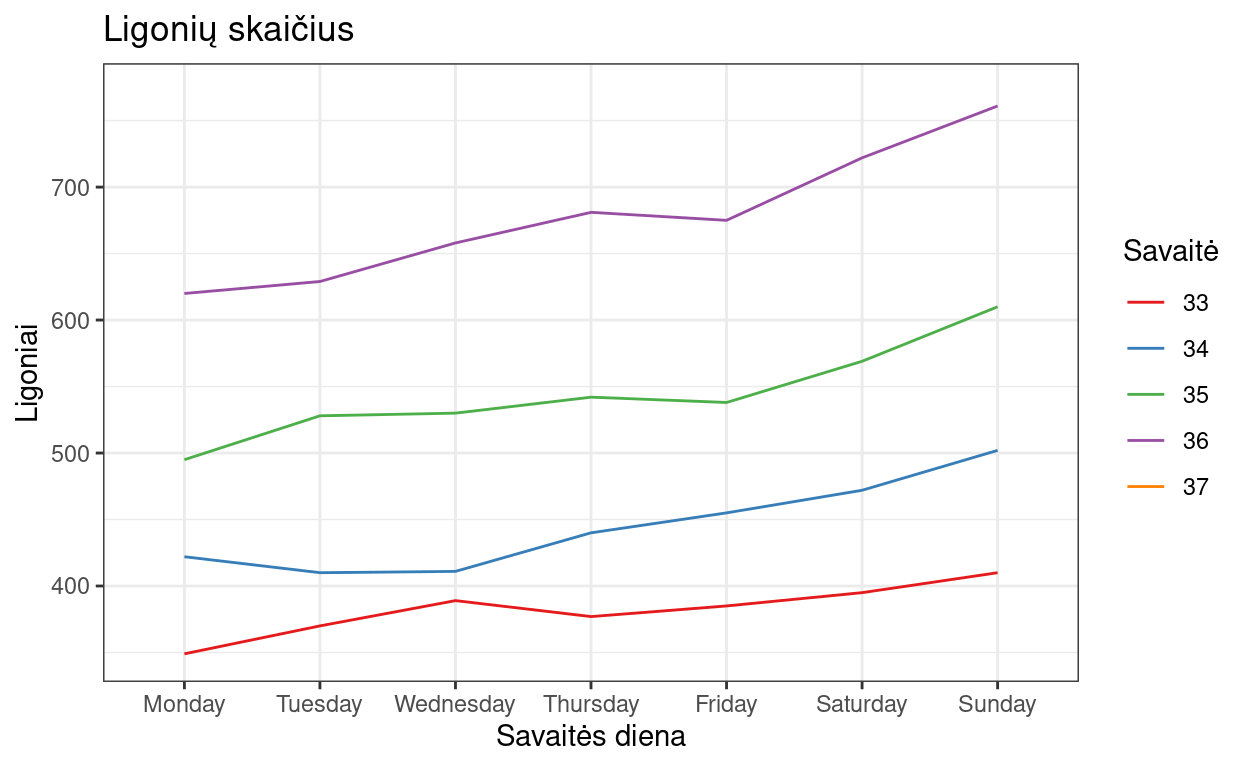 Ligonių skaičius
Ligoniai
700
600
500
400
Monday Tuesday Wednesday Thursday Friday Saturday Sunday
Savaitės diena
Savaitė
33
34
35
36
37